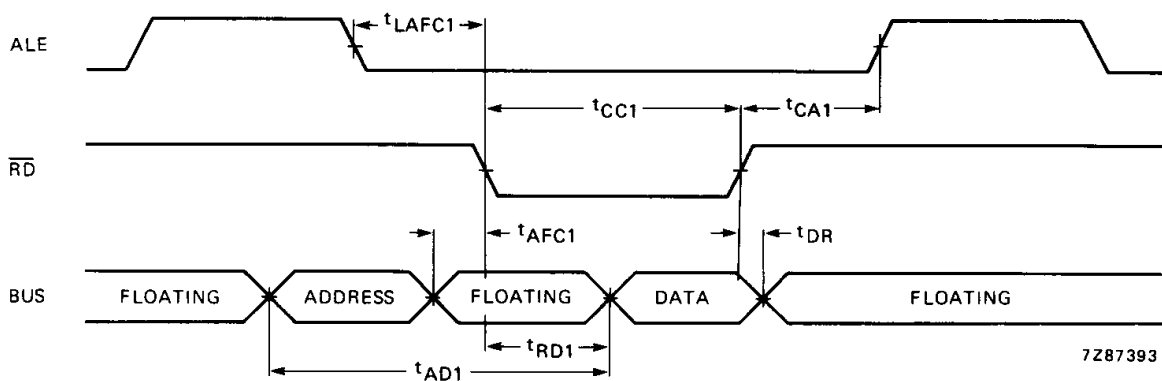 ALE
tLAFC1
tCC1
tCA1
RD
tAFC1
tDR
BUS
FLOATING
ADDRESS
FLOATING
DATA
FLOATING
tRD1
tAD1
7Z87393